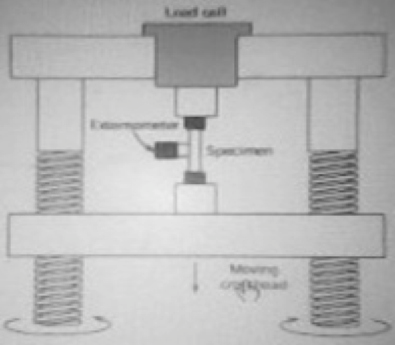 Load cell
Extensometer
Specimen
Moving
crosshead